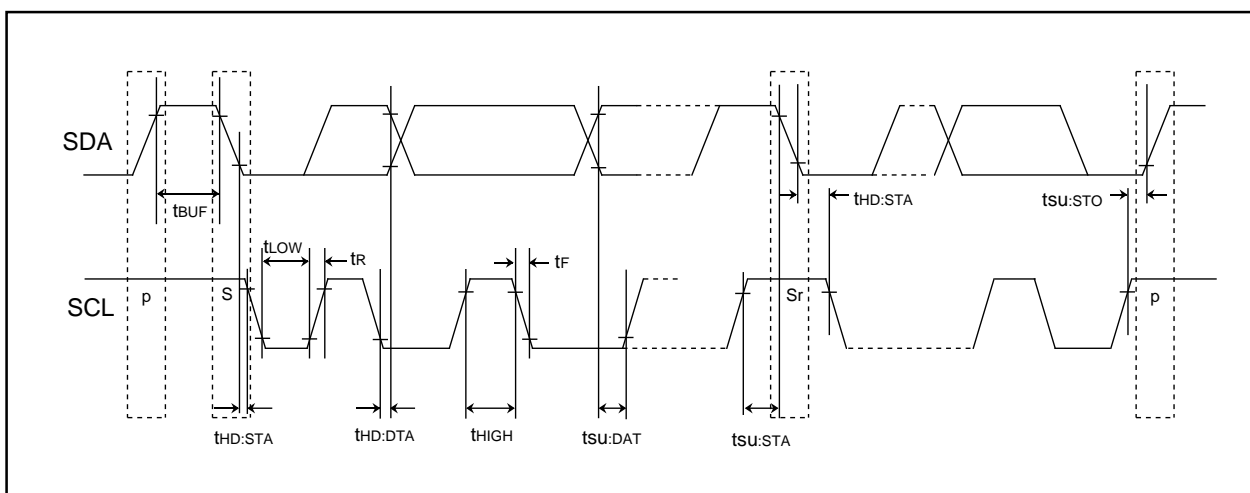 SDA
tBUF
tHD:STA
tsu:STO
tLOW
tR
tF
SCL
p
S
Sr
p
tHD:STA
tHD:DTA
tHIGH
tsu:DAT
tsu:STA